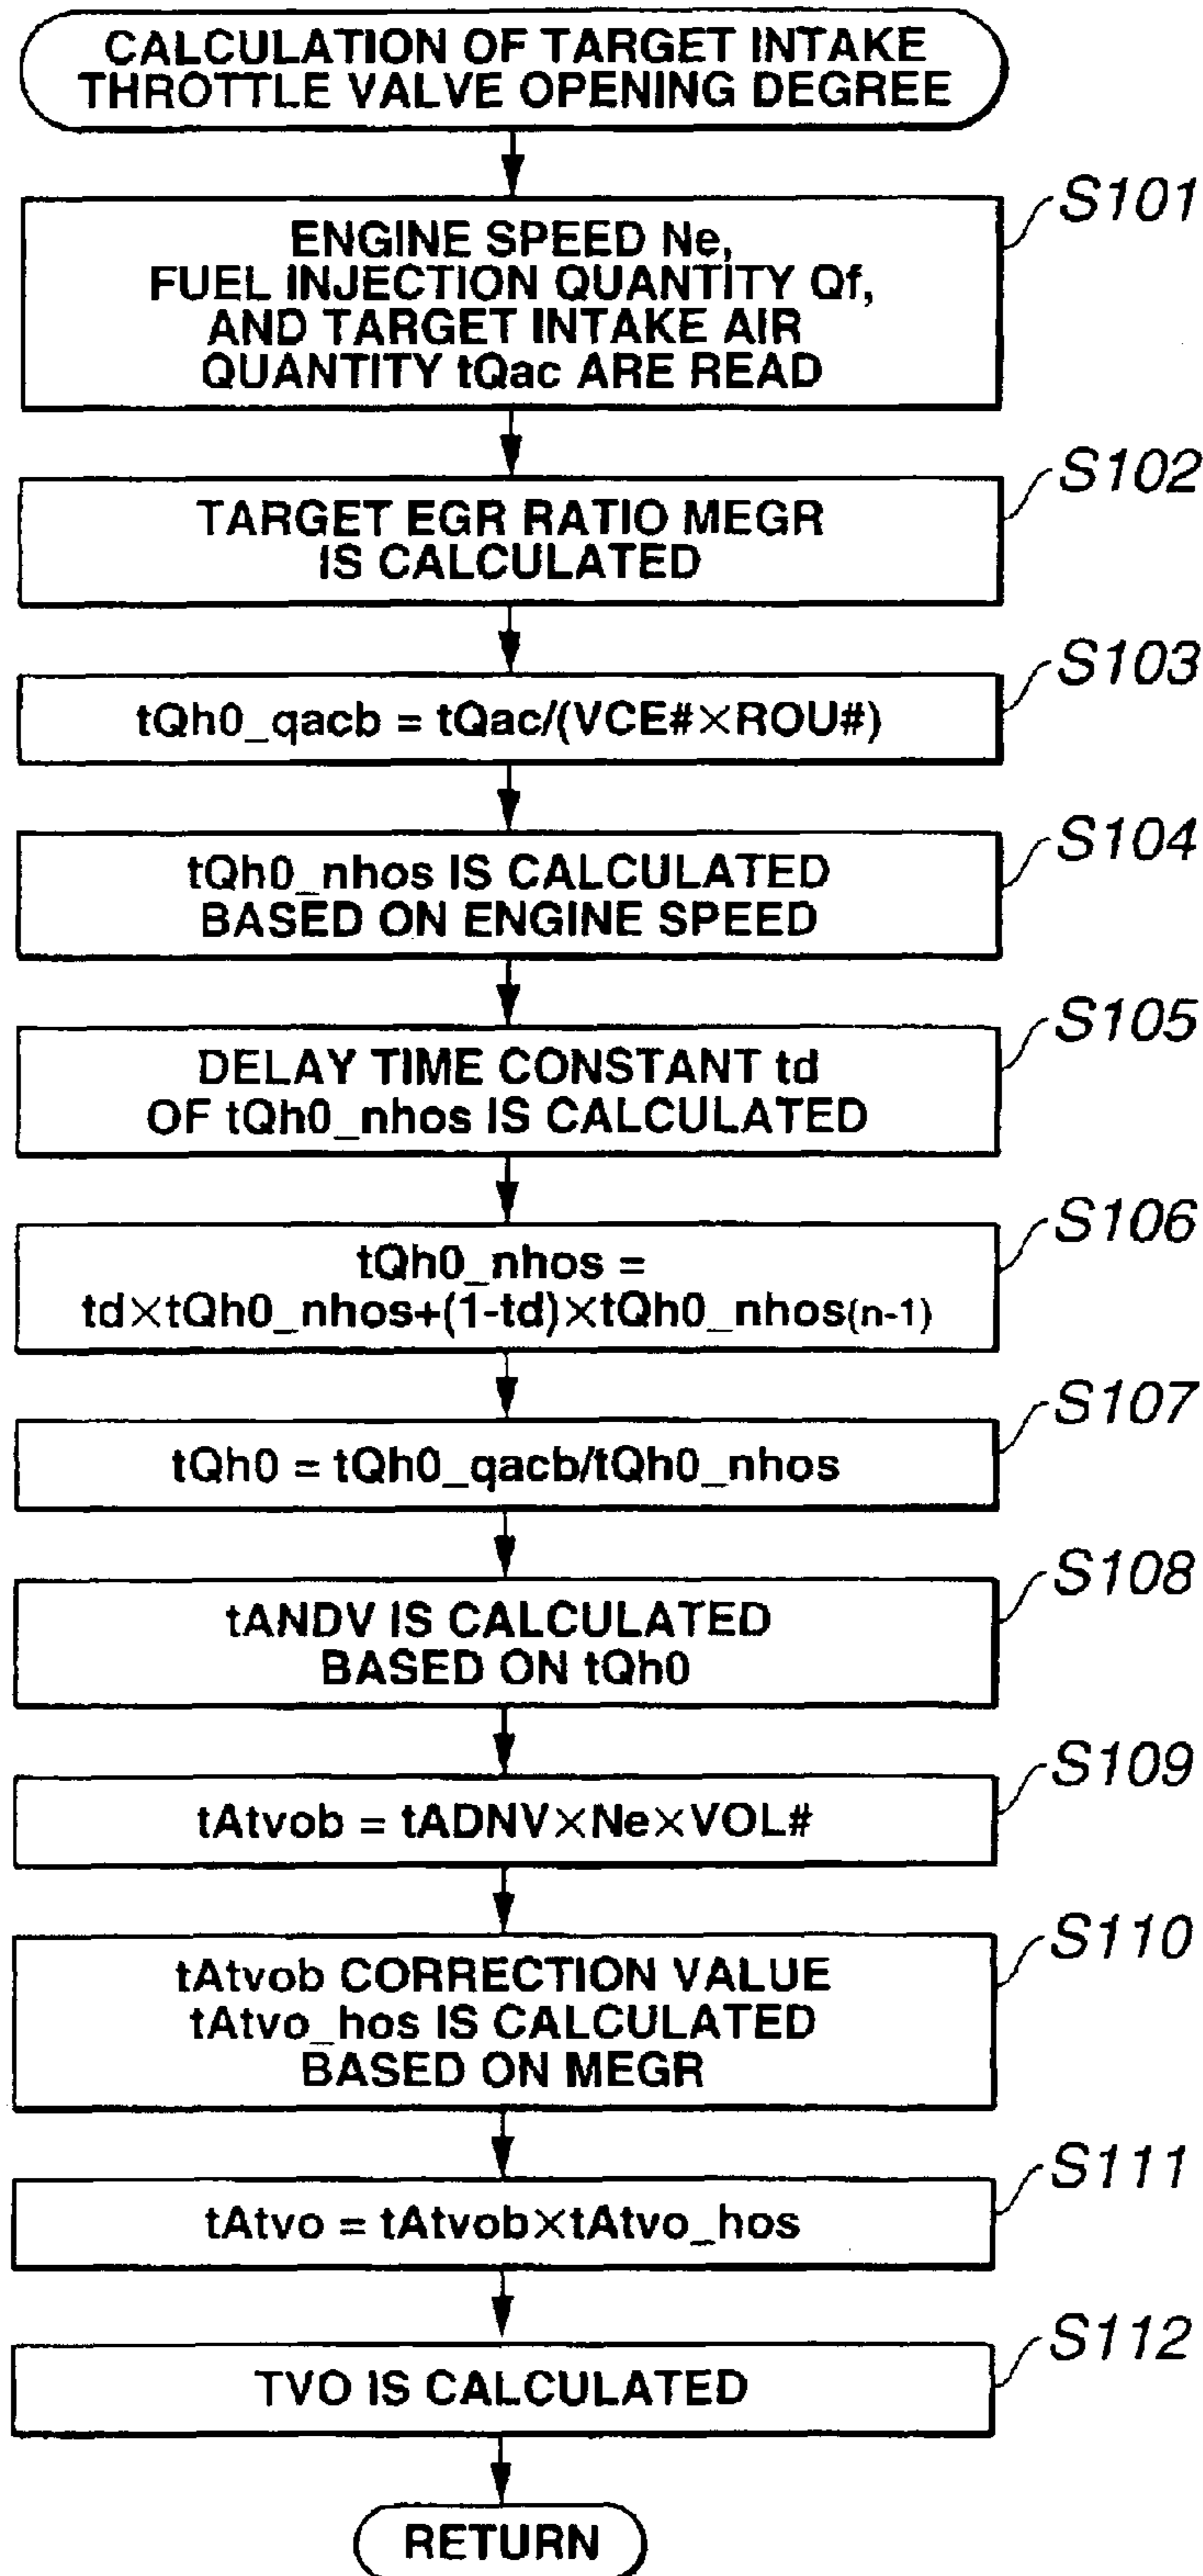 CALCULATION OF TARGET INTAKE
THROTTLE VALVE OPENING DEGREE
S101
ENGINE SPEED Ne,
FUEL INJECTION QUANTITY Qf,
AND TARGET INTAKE AIR
QUANTITY tQac ARE READ
S102
TARGET EGR RATIO MEGR
IS CALCULATED
S103
tQh0_qacb = tQac/(VCE#×ROU#)
S104
tQh0_nhos IS CALCULATED
BASED ON ENGINE SPEED
S105
DELAY TIME CONSTANT td
OF tQh0_nhos IS CALCULATED
S106
tQh0_nhos =
td×tQh0_nhos+(1-td)×tQh0_nhos(n-1)
S107
tQh0 = tQh0_qacb/tQh0_nhos
S108
tANDV IS CALCULATED
BASED ON tQh0
S109
tAtvob = tADNV×Ne×VOL#
S110
tAtvob CORRECTION VALUE
tAtvo_hos IS CALCULATED
BASED ON MEGR
S111
tAtvo = tAtvob×tAtvo_hos
S112
TVO IS CALCULATED
RETURN